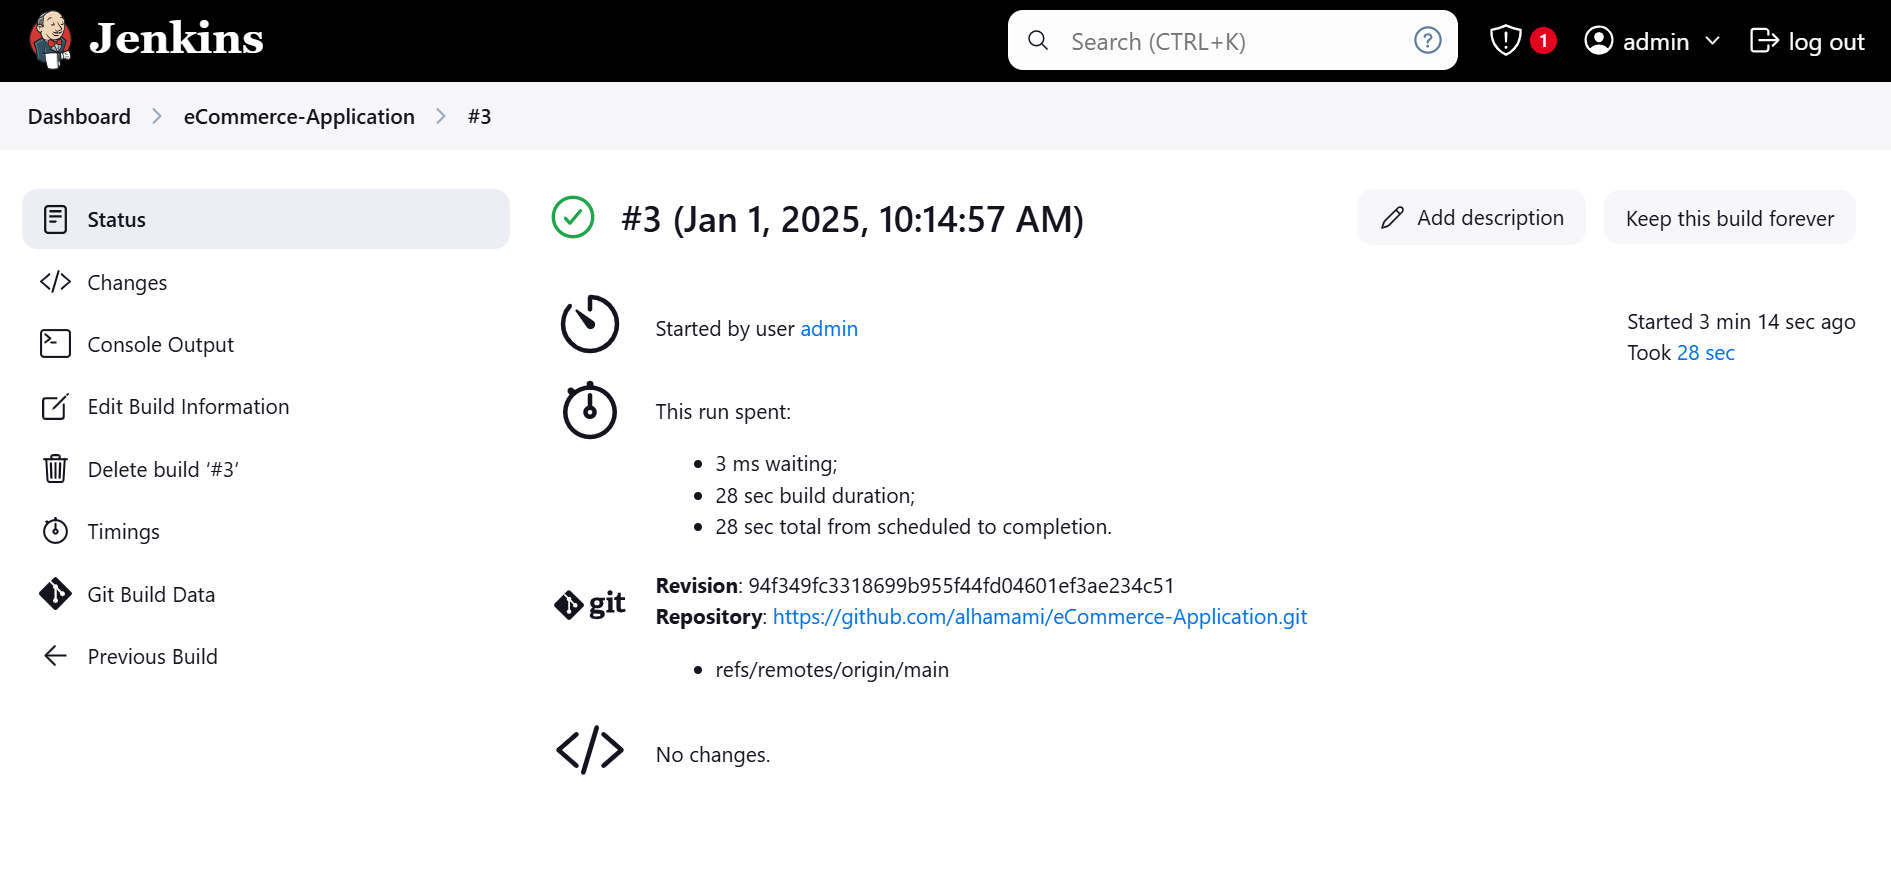 Jenkins
Search (CTRL+K)
?
1
admin
log out
Dashboard
eCommerce-Application
#3
Status
Changes
Console Output
Edit Build Information
Delete build ‘#3’
Timings
Git Build Data
Previous Build
#3 (Jan 1, 2025, 10:14:57 AM)
Add description
Keep this build forever
Started by user admin
Started 3 min 14 sec ago
Took 28 sec
This run spent:
3 ms waiting;
28 sec build duration;
28 sec total from scheduled to completion.
git
Revision: 94f349fc3318699b955f44fd04601ef3ae234c51
Repository: https://github.com/alhamami/eCommerce-Application.git
refs/remotes/origin/main
No changes.